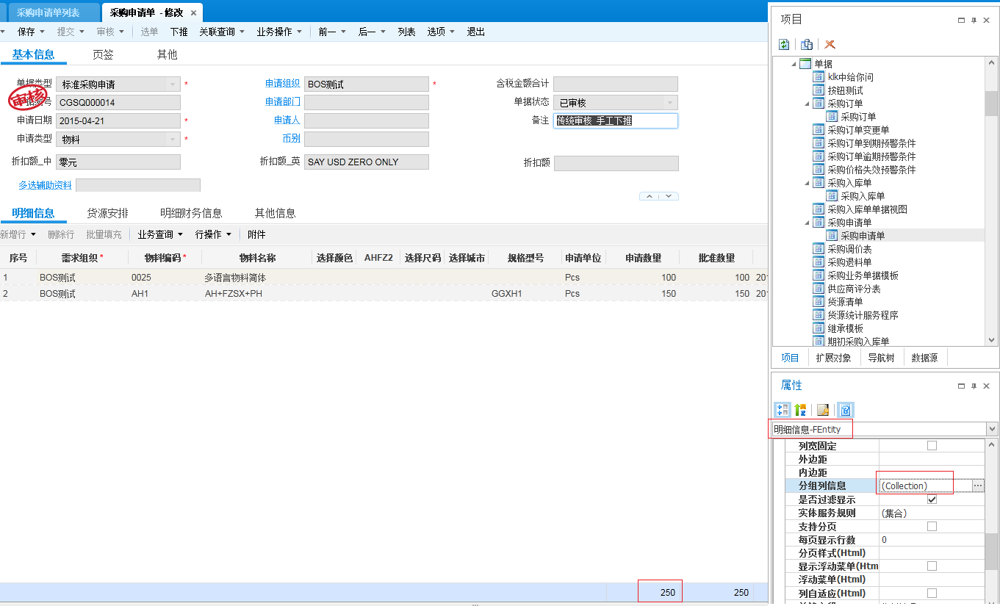 采购申请单列表 采购申请单 - 修改 ×
保存 提交 审核 选单 下推 关联查询 业务操作 前一 后一 列表 选项 退出
基本信息 页签 其他
单据类型 标准采购申请 * 申请组织 BOS测试 * 含税金额合计
审核
CGSQ000014 申请部门 单据状态 已审核
申请日期 2015-04-21 * 申请人 备注 传统审核 手工下推
申请类型 物料 * 币别
折扣额_中 零元 折扣额_英 SAY USD ZERO ONLY 折扣额
多选辅助资料
明细信息 货源安排 明细财务信息 其他信息
新增行 删除行 批量填充 业务查询 行操作 附件
序号 需求组织* 物料编码* 物料名称 选择颜色 AHFZ2 选择尺码 选择城市 规格型号 申请单位 申请数量 批准数量
1 BOS测试 0025 多语言物料简体 Pcs 100 100 201
2 BOS测试 AH1 AH+FZSX+PH GGXH1 Pcs 150 150 201
250 250
项目
单据
klk中给你问
按钮测试
采购订单
采购订单
采购订单变更单
采购订单到期预警条件
采购订单逾期预警条件
采购价格失效预警条件
采购入库单
采购入库单
采购入库单单据视图
采购申请单
采购申请单
采购调价表
采购退料单
采购业务单据模板
供应商评分表
货源清单
货源统计服务程序
继承模板
期初采购入库单
项目 扩展对象 导航树 数据源
属性
明细信息-FEntity
列宽固定
外边距
内边距
分组列信息 (Collection) ...
是否过滤显示
实体服务规则 (集合)
支持分页
每页显示行数 0
分页样式(Html)
显示浮动菜单(Htm
浮动菜单(Html)
列自适应(Html)